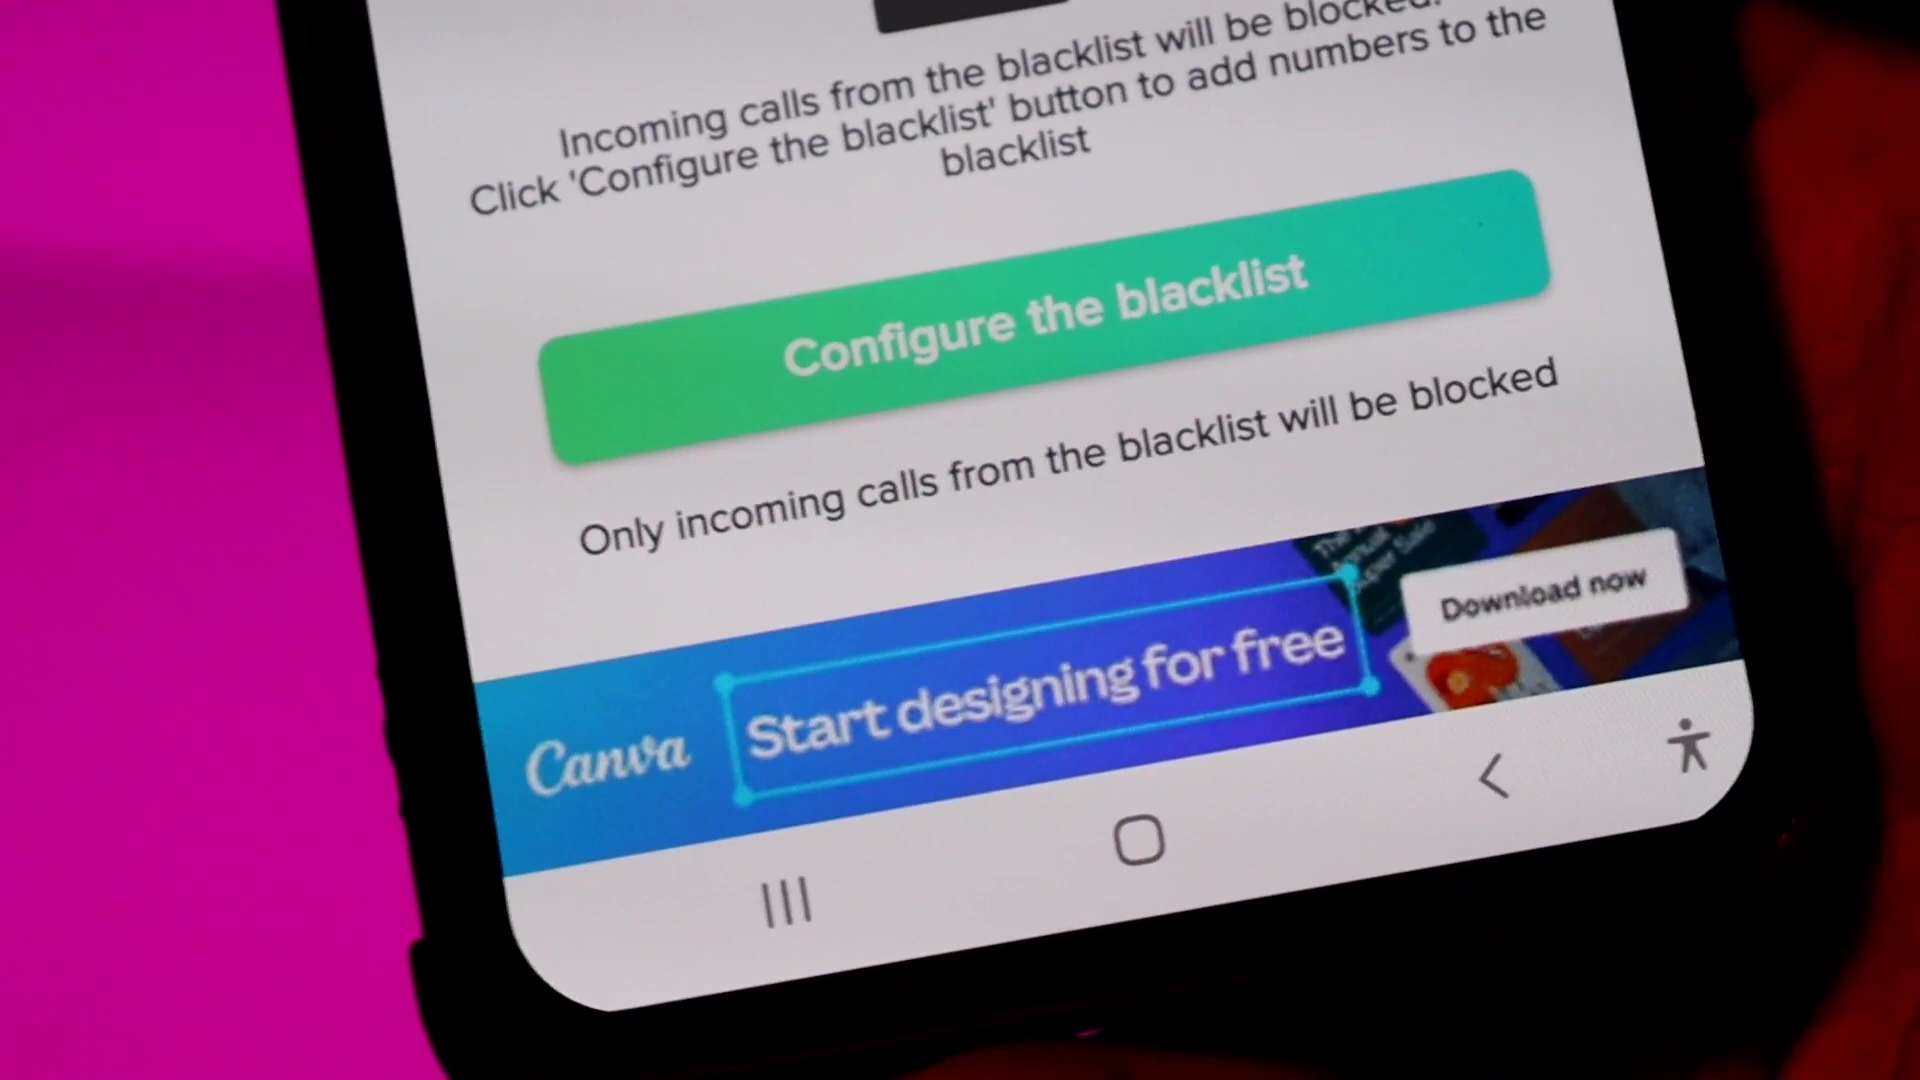 Incoming calls from the blacklist will be blocked.
Click 'Configure the blacklist' button to add numbers to the
blacklist
Configure the blacklist
Only incoming calls from the blacklist will be blocked
Canva
Start designing for free
Download now